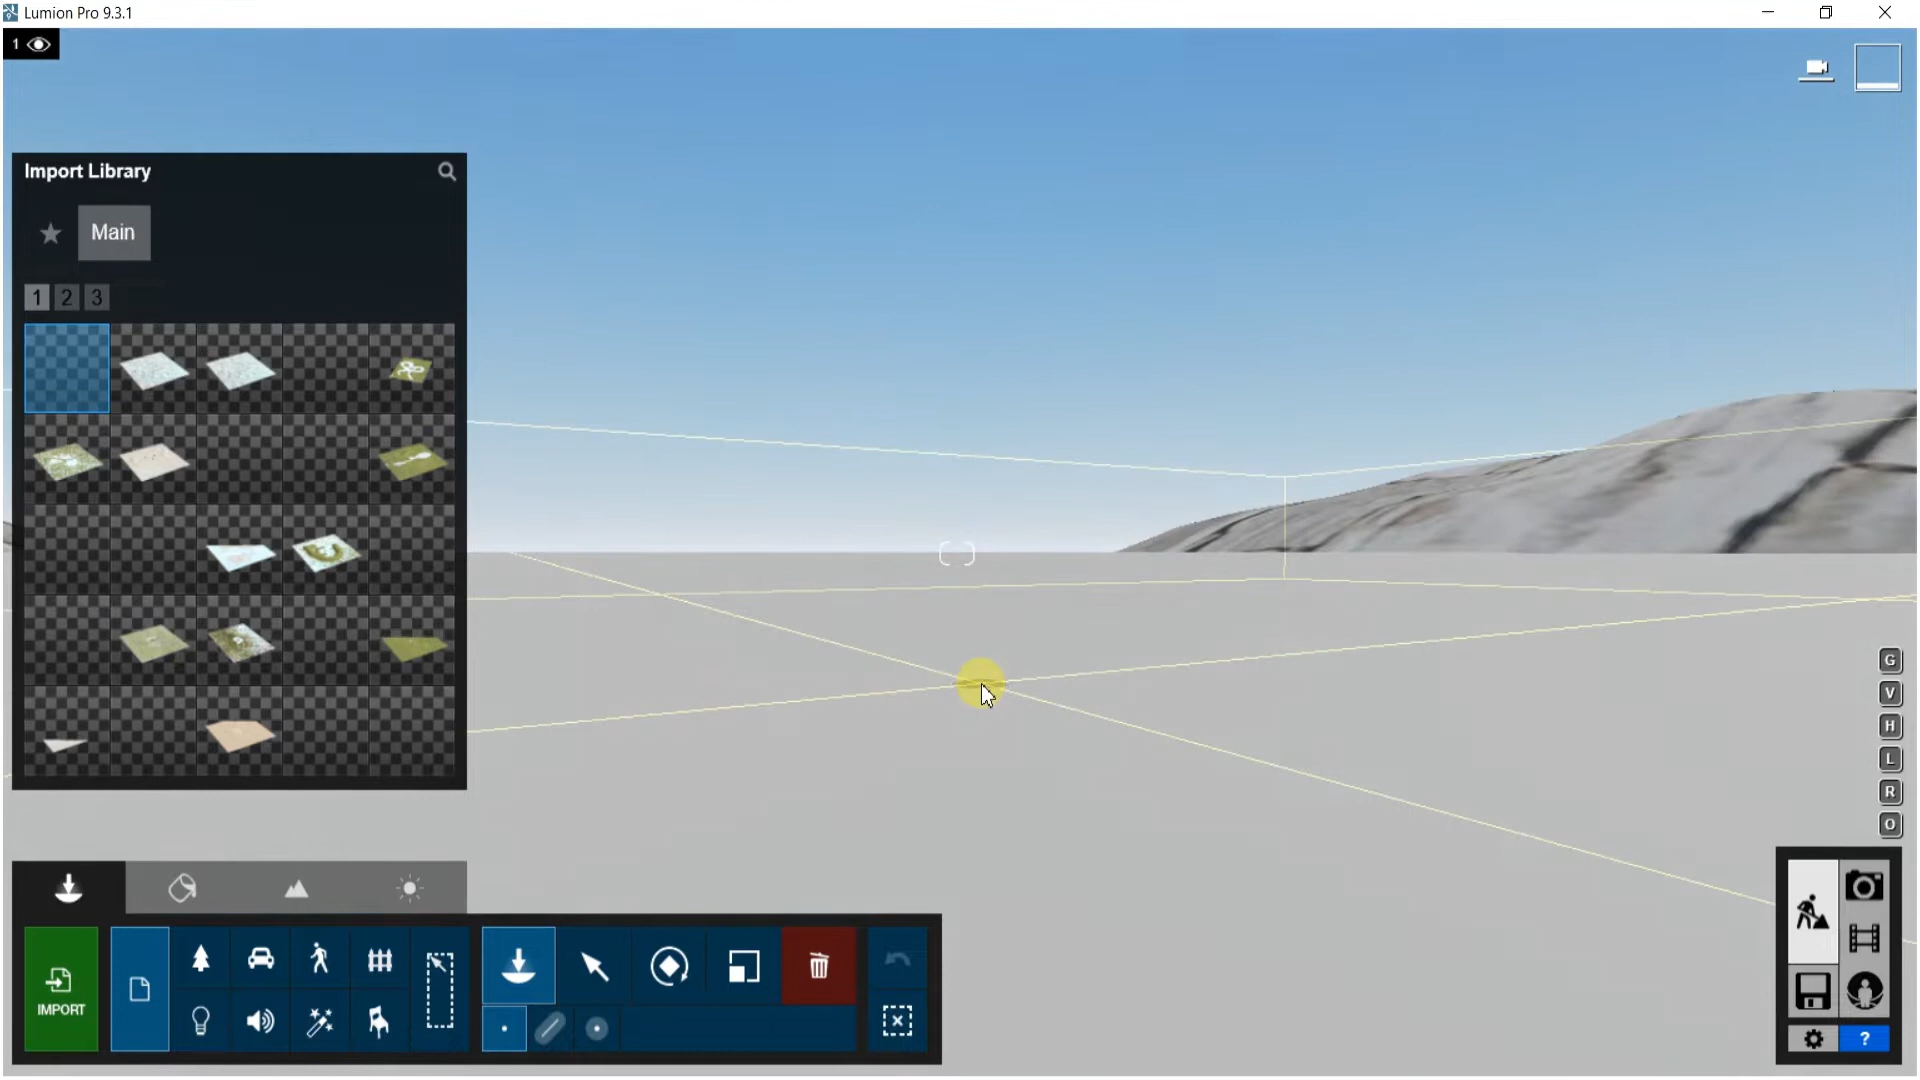 Lumion Pro 9.3.1
1
Import Library
Main
1 2 3
G
V
H
L
R
O
IMPORT
?